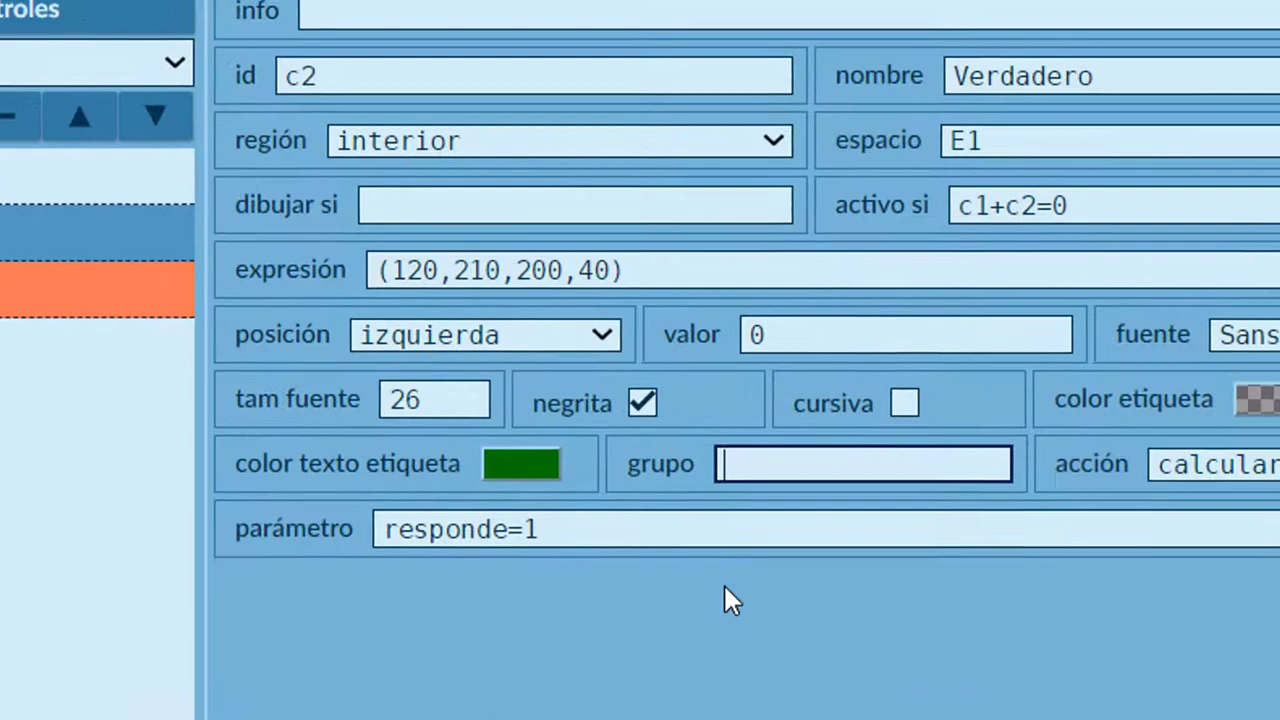 troles
info
id c2 nombre Verdadero
región interior espacio E1
dibujar si activo si c1+c2=0
expresión (120,210,200,40)
posición izquierda valor 0 fuente Sans
tam fuente 26 negrita cursiva color etiqueta
color texto etiqueta grupo acción calcular
parámetro responde=1